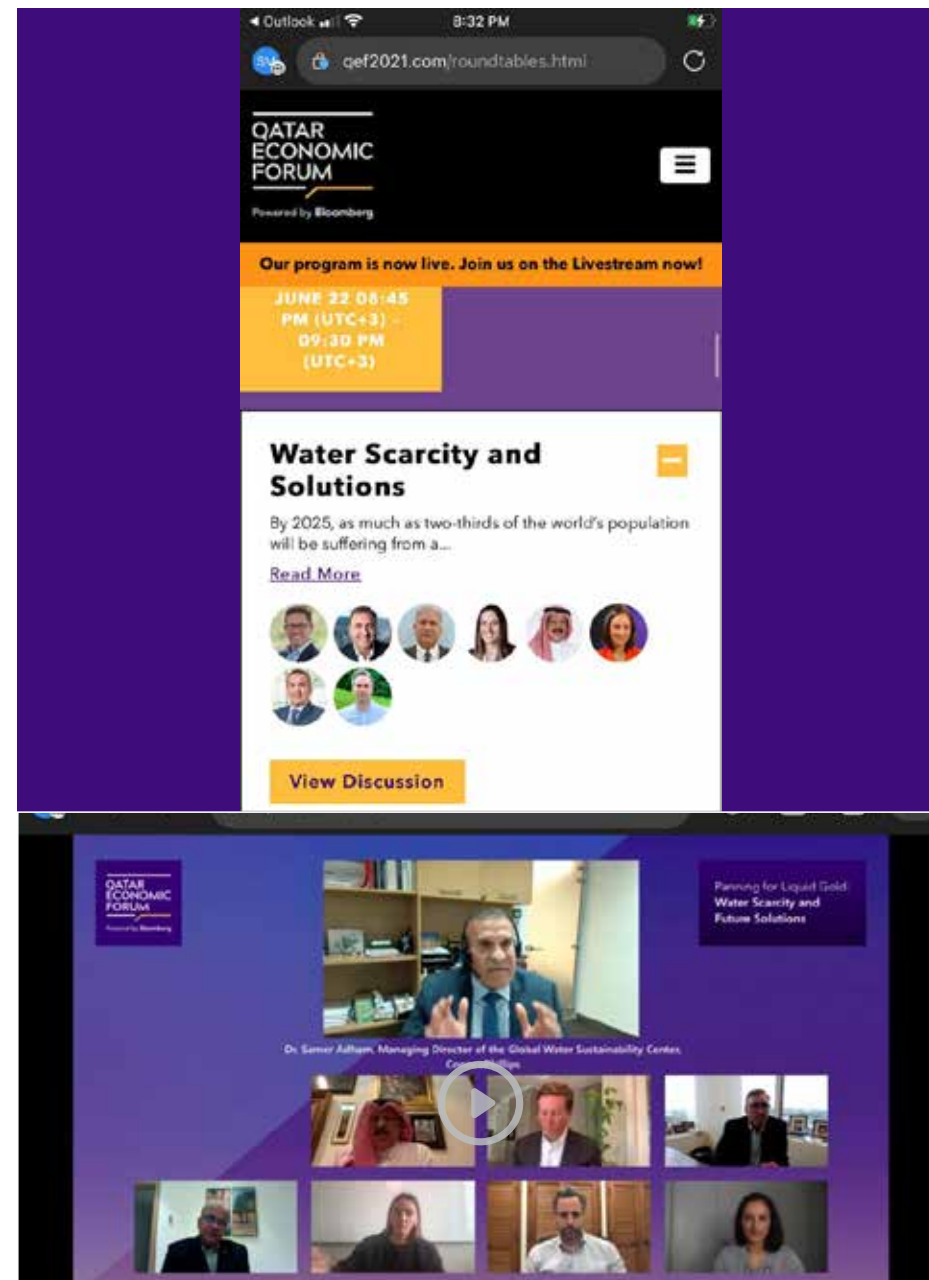 Outlook
8:32 PM
qef2021.com/roundtables.html
QATAR
ECONOMIC
FORUM
Powered by Bloomberg
Our program is now live. Join us on the Livestream now!
JUNE 22 08:45
PM (UTC+3) -
09:30 PM
(UTC+3)
Water Scarcity and
Solutions
By 2025, as much as two-thirds of the world's population
will be suffering from a...
Read More
View Discussion
QATAR
ECONOMIC
FORUM
Powered by Bloomberg
Panning for Liquid Gold:
Water Scarcity and
Future Solutions
Dr. Samer Adham, Managing Director of the Global Water Sustainability Center,